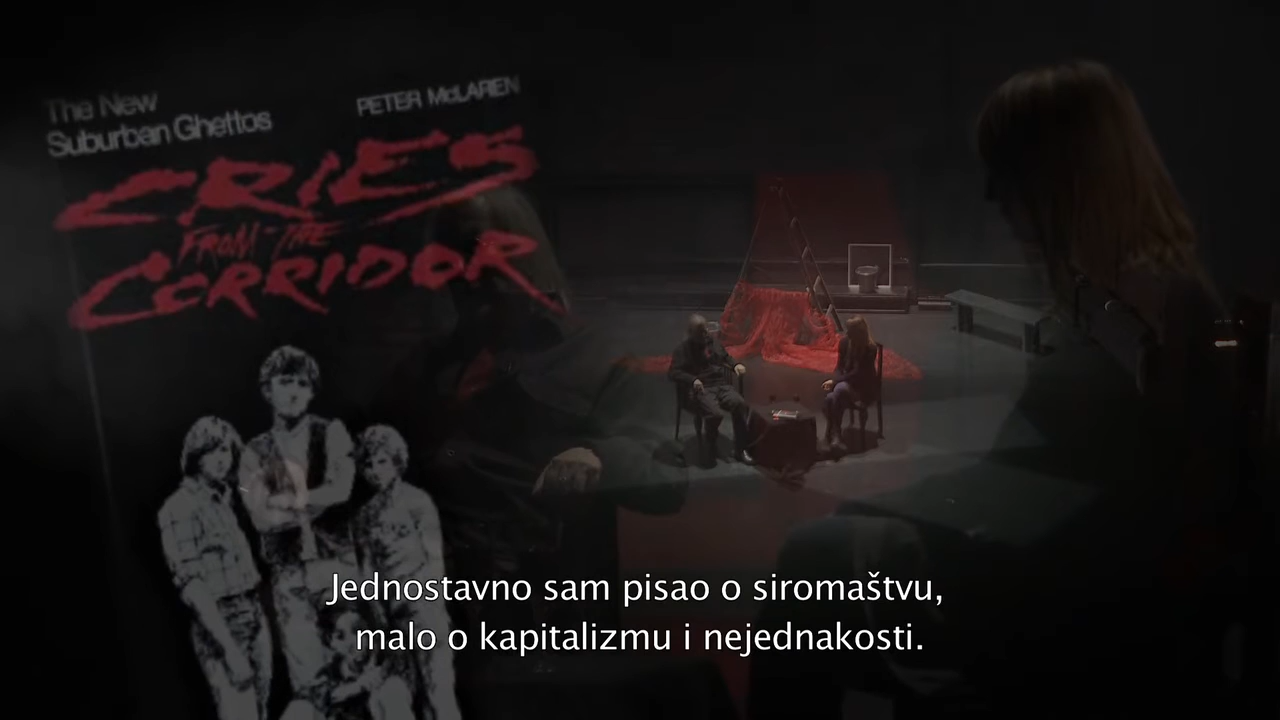 The New
Suburban Ghettos
PETER McLAREN
CRIES
FROM THE
CORRIDOR
Jednostavno sam pisao o siromaštvu,
malo o kapitalizmu i nejednakosti.